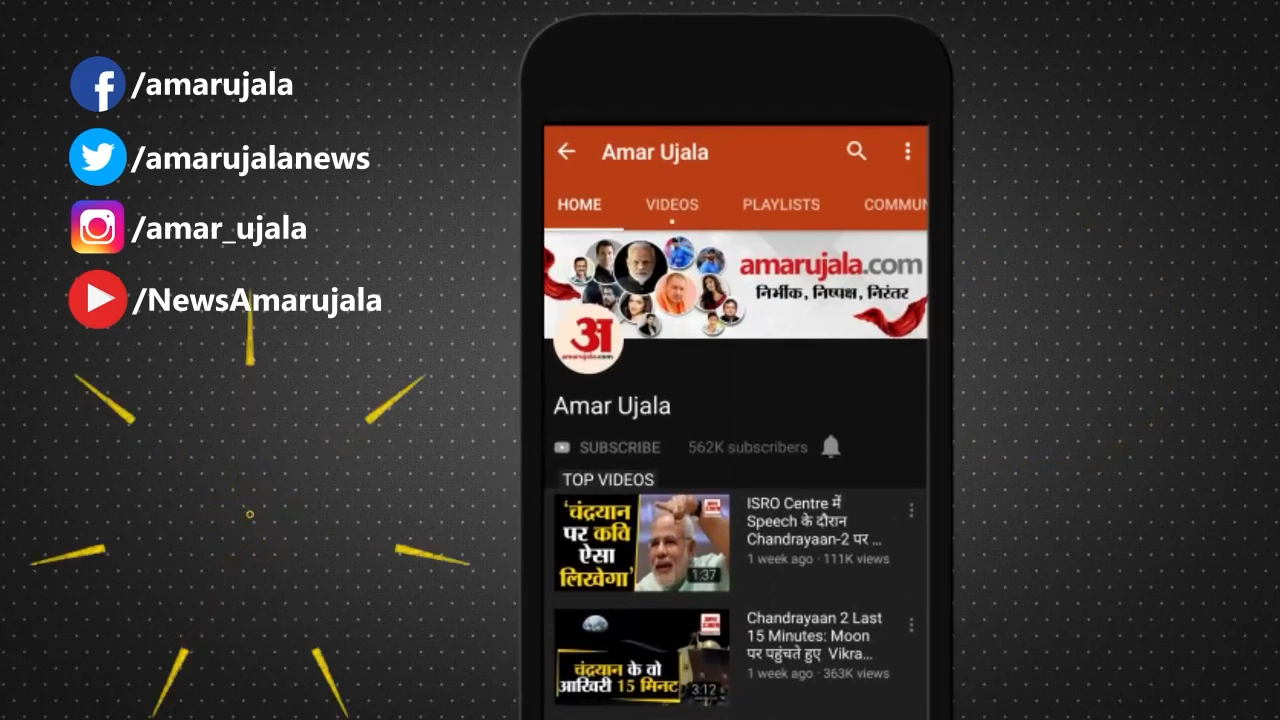 /amarujala
/amarujalanews
/amar_ujala
/NewsAmarujala
Amar Ujala
HOME VIDEOS PLAYLISTS COMMUN
amarujala.com
निर्भीक, निष्पक्ष, निरंतर
अ
amarujala.com
Amar Ujala
SUBSCRIBE 562K subscribers
TOP VIDEOS
'चंद्रयान
पर कवि
ऐसा
लिखेगा'
1:37
ISRO Centre में
Speech के दौरान
Chandrayaan-2 पर ...
1 week ago · 111K views
चंद्रयान के वो
आखिरी 15 मिनट
3:12
Chandrayaan 2 Last
15 Minutes: Moon
पर पहुंचते हुए Vikra...
1 week ago · 363K views